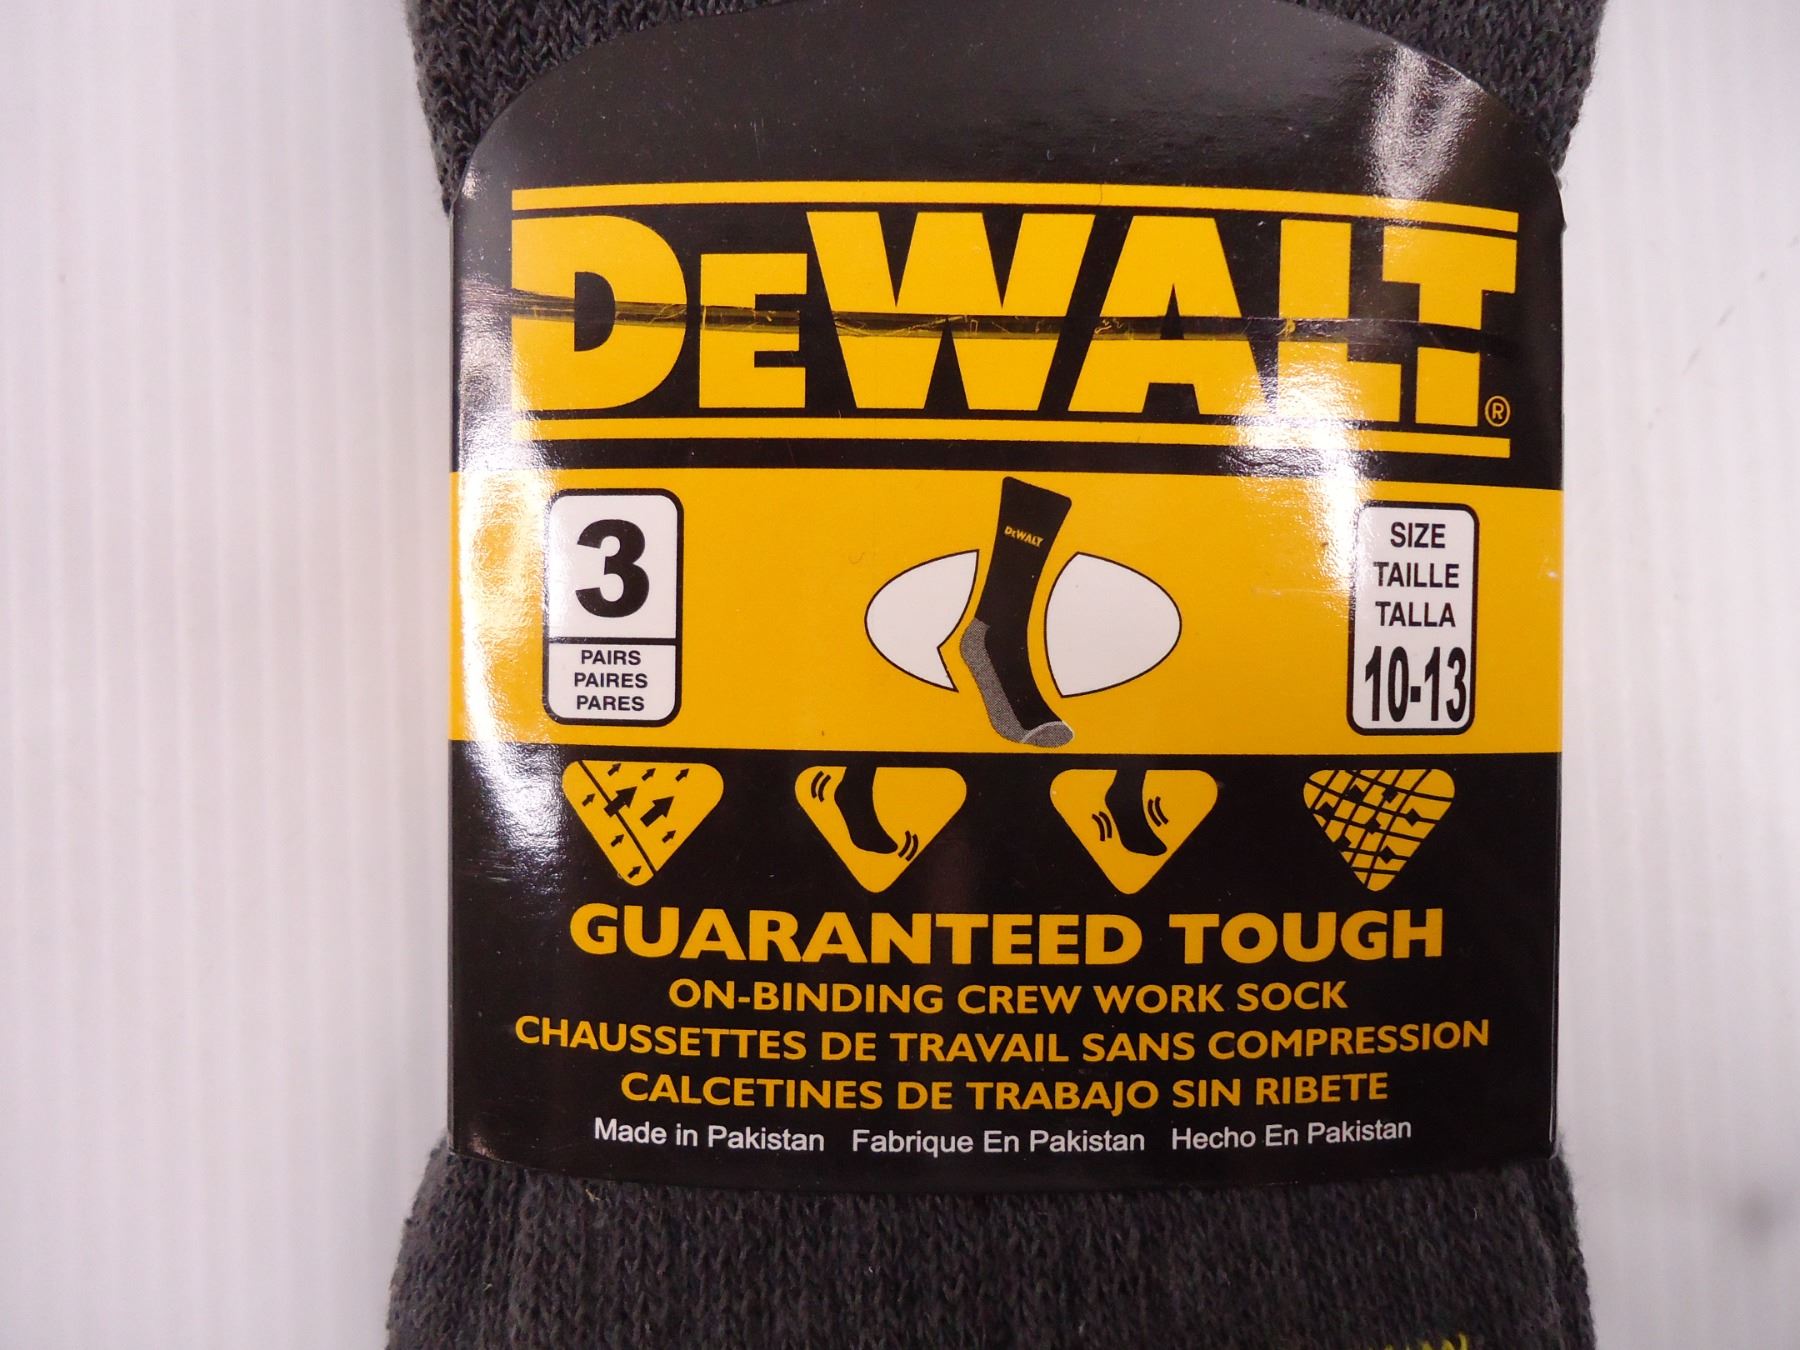 DEWALT®
3
PAIRS
PAIRES
PARES
DEWALT
SIZE
TAILLE
TALLA
10-13
GUARANTEED TOUGH
ON-BINDING CREW WORK SOCK
CHAUSSETTES DE TRAVAIL SANS COMPRESSION
CALCETINES DE TRABAJO SIN RIBETE
Made in Pakistan Fabrique En Pakistan Hecho En Pakistan